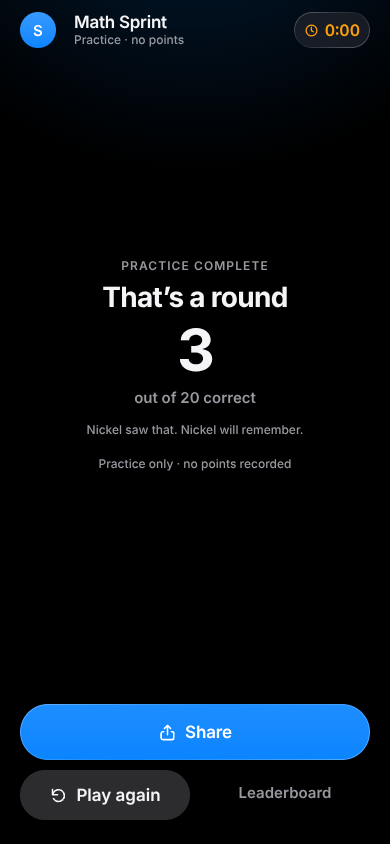 S
Math Sprint
Practice · no points
0:00
PRACTICE COMPLETE
That’s a round
3
out of 20 correct
Nickel saw that. Nickel will remember.
Practice only · no points recorded
Share
Play again
Leaderboard